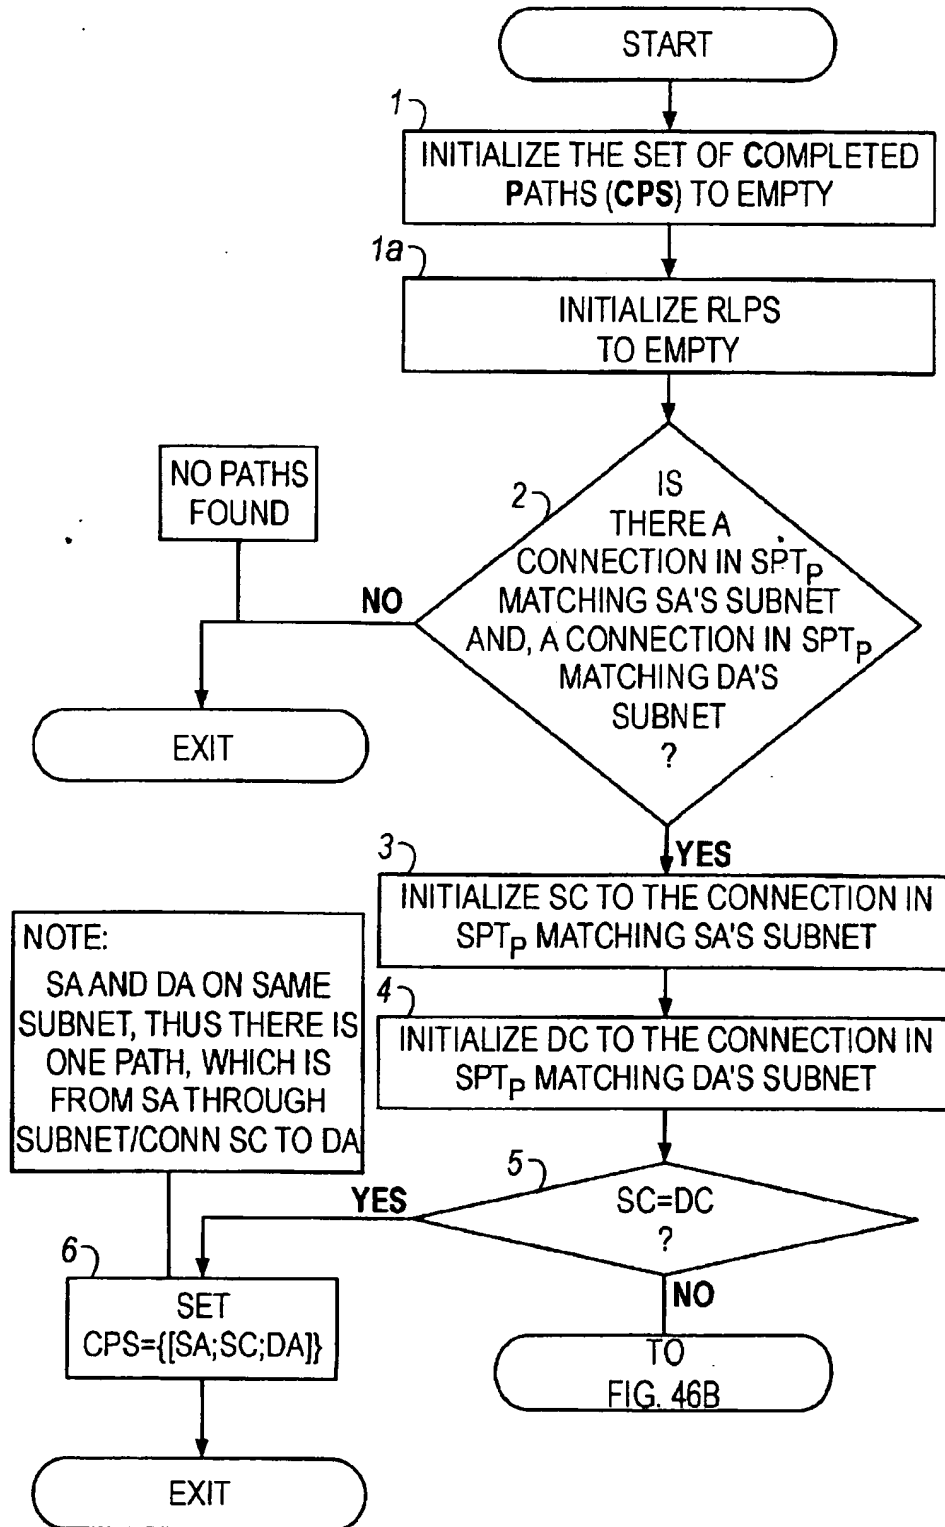 START
1
INITIALIZE THE SET OF COMPLETED
PATHS (CPS) TO EMPTY
1a
INITIALIZE RLPS
TO EMPTY
NO PATHS
FOUND
2
IS
THERE A
CONNECTION IN SPTP
MATCHING SA'S SUBNET
AND, A CONNECTION IN SPTP
MATCHING DA'S
SUBNET
?
NO
EXIT
YES
3
INITIALIZE SC TO THE CONNECTION IN
SPTP MATCHING SA'S SUBNET
NOTE:
SA AND DA ON SAME
SUBNET, THUS THERE IS
ONE PATH, WHICH IS
FROM SA THROUGH
SUBNET/CONN SC TO DA
4
INITIALIZE DC TO THE CONNECTION IN
SPTP MATCHING DA'S SUBNET
5
SC=DC
?
YES
6
SET
CPS={[SA;SC;DA]}
NO
TO
FIG. 46B
EXIT